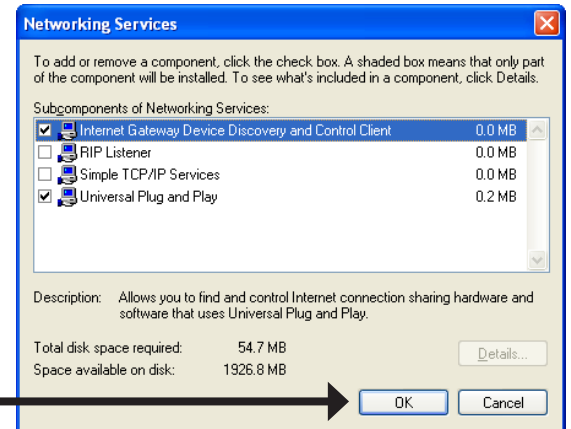 Networking Services
To add or remove a component, click the check box. A shaded box means that only part
of the component will be installed. To see what's included in a component, click Details.
Subcomponents of Networking Services:
Internet Gateway Device Discovery and Control Client 0.0 MB
RIP Listener 0.0 MB
Simple TCP/IP Services 0.0 MB
Universal Plug and Play 0.2 MB
Description: Allows you to find and control Internet connection sharing hardware and
software that uses Universal Plug and Play.
Total disk space required: 54.7 MB
Details...
Space available on disk: 1926.8 MB
OK Cancel